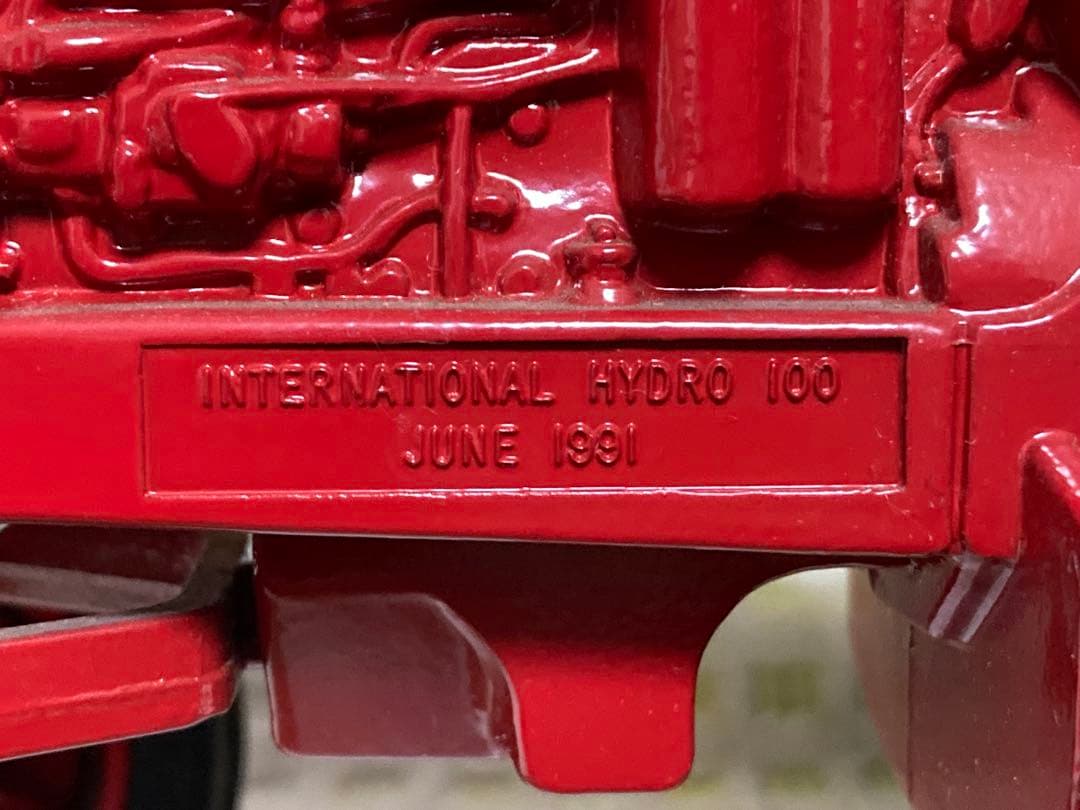 INTERNATIONAL HYDRO 100
JUNE 1991